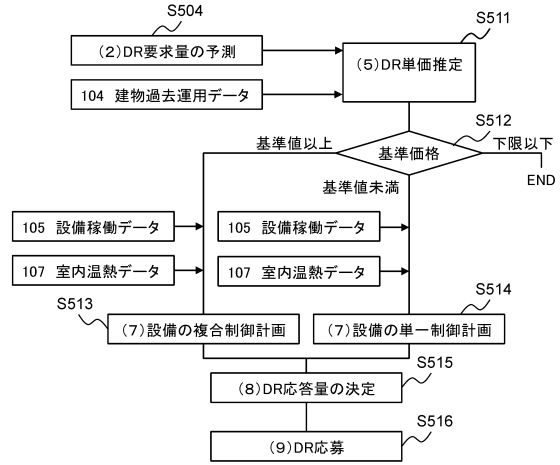 S504
(2)DR要求量の予測
S511
(5)DR単価推定
104 建物過去運用データ
S512
基準値以上
基準価格
下限以下
END
基準値未満
105 設備稼働データ
105 設備稼働データ
107 室内温熱データ
107 室内温熱データ
S513
(7)設備の複合制御計画
S514
(7)設備の単一制御計画
S515
(8)DR応答量の決定
S516
(9)DR応募